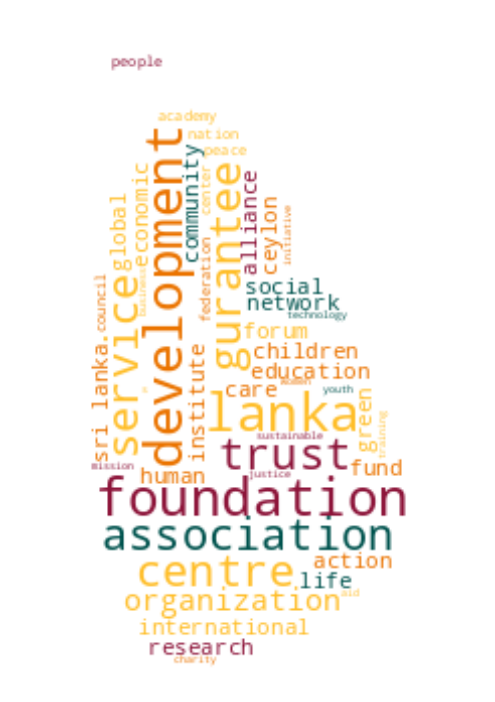 people
academy
nation
peace
development
community
center
gurantee
economic
service
global
business
alliance
ceylon
initiative
federation
sri lanka.
council
social
network
technology
forum
children
education
institute
care
women
youth
lanka
green
training
sustainable
trust
mission
human
justice
fund
foundation
association
action
centre
life
aid
organization
international
research
charity